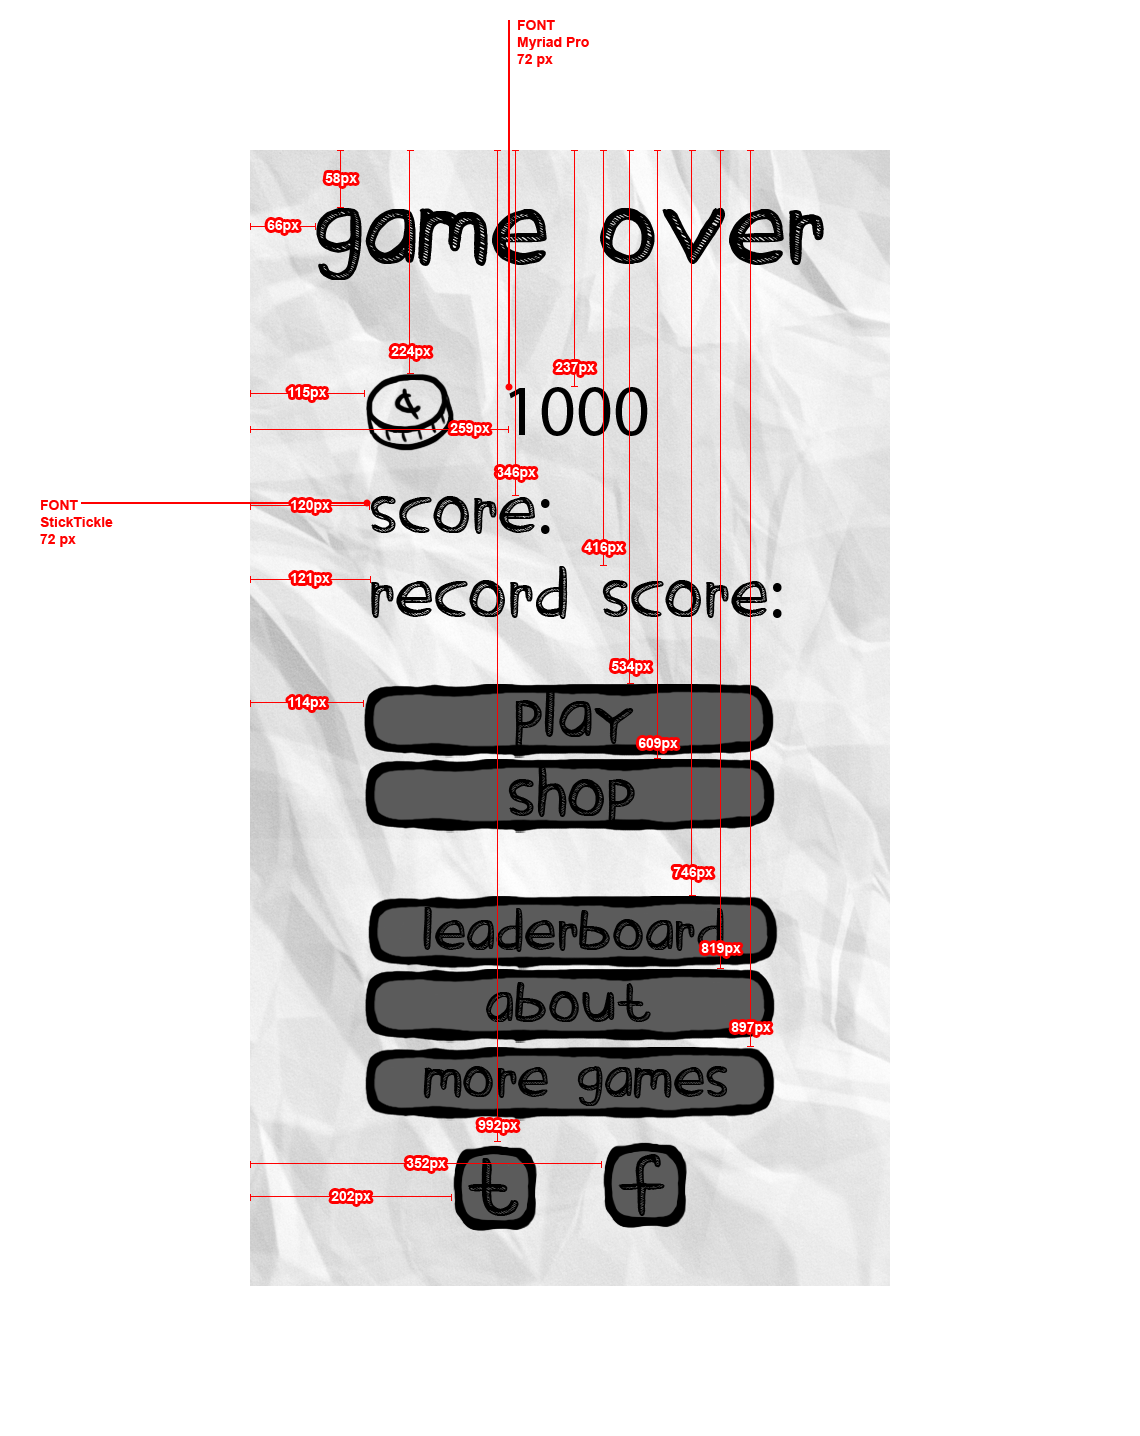 FONT
Myriad Pro
72 px
58px
66px
game over
224px
237px
115px
¢
1000
259px
346px
FONT
StickTickle
72 px
120px
score:
416px
121px
record score:
534px
114px
play
609px
shop
746px
leaderboard
819px
about
897px
more games
992px
352px
202px
t
f